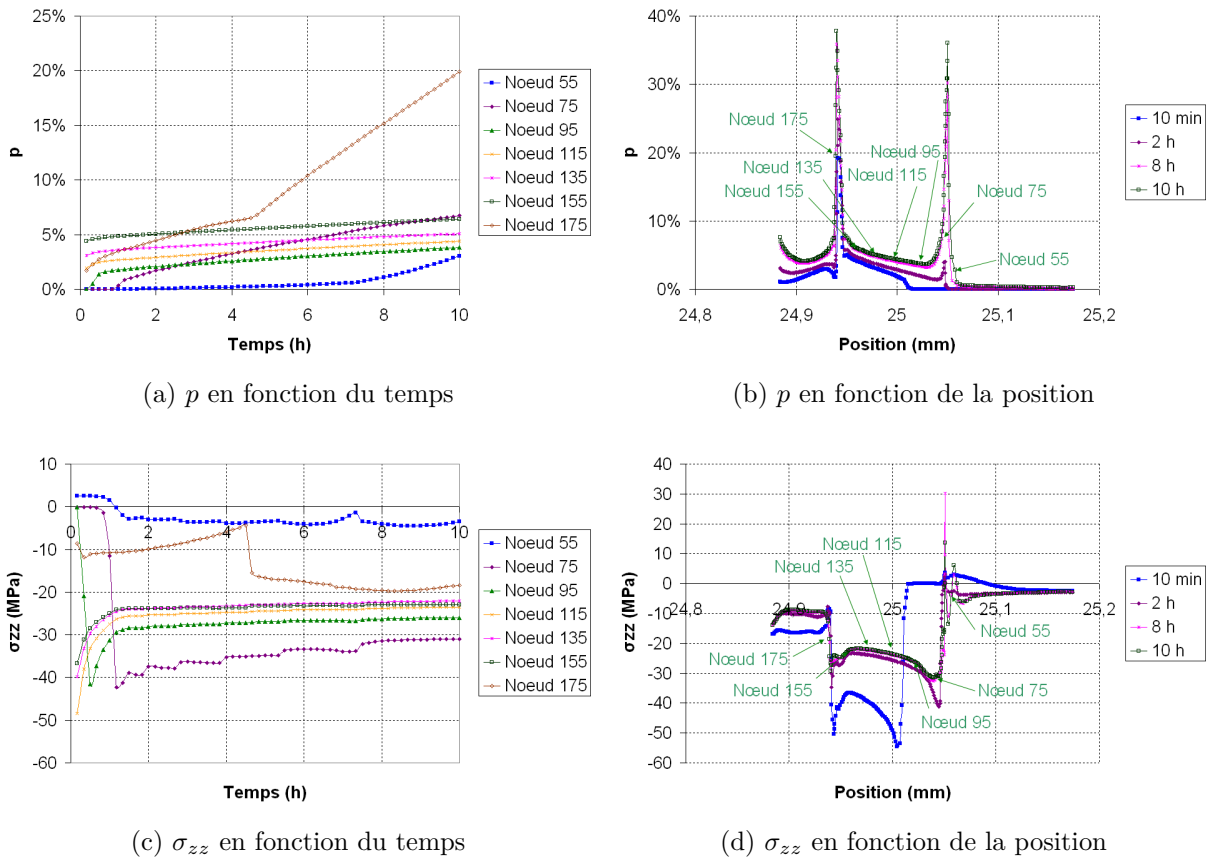 25%
20%
15%
10%
5%
0%
p
0
2
4
6
8
10
Temps (h)
Noeud 55
Noeud 75
Noeud 95
Noeud 115
Noeud 135
Noeud 155
Noeud 175
(a) p en fonction du temps
40%
30%
20%
10%
0%
p
24,8
24,9
25
25,1
25,2
Position (mm)
Nœud 175
Nœud 135
Nœud 155
Nœud 95
Nœud 115
Nœud 75
Nœud 55
10 min
2 h
8 h
10 h
(b) p en fonction de la position
10
0
-10
-20
-30
-40
-50
-60
σzz (MPa)
0
2
4
6
8
10
Temps (h)
Noeud 55
Noeud 75
Noeud 95
Noeud 115
Noeud 135
Noeud 155
Noeud 175
(c) σzz en fonction du temps
40
30
20
10
0
-10
-20
-30
-40
-50
-60
σzz (MPa)
24,8
24,9
25,0
25,1
25,2
Position (mm)
Nœud 115
Nœud 135
Nœud 175
Nœud 155
Nœud 55
Nœud 75
Nœud 95
10 min
2 h
8 h
10 h
(d) σzz en fonction de la position